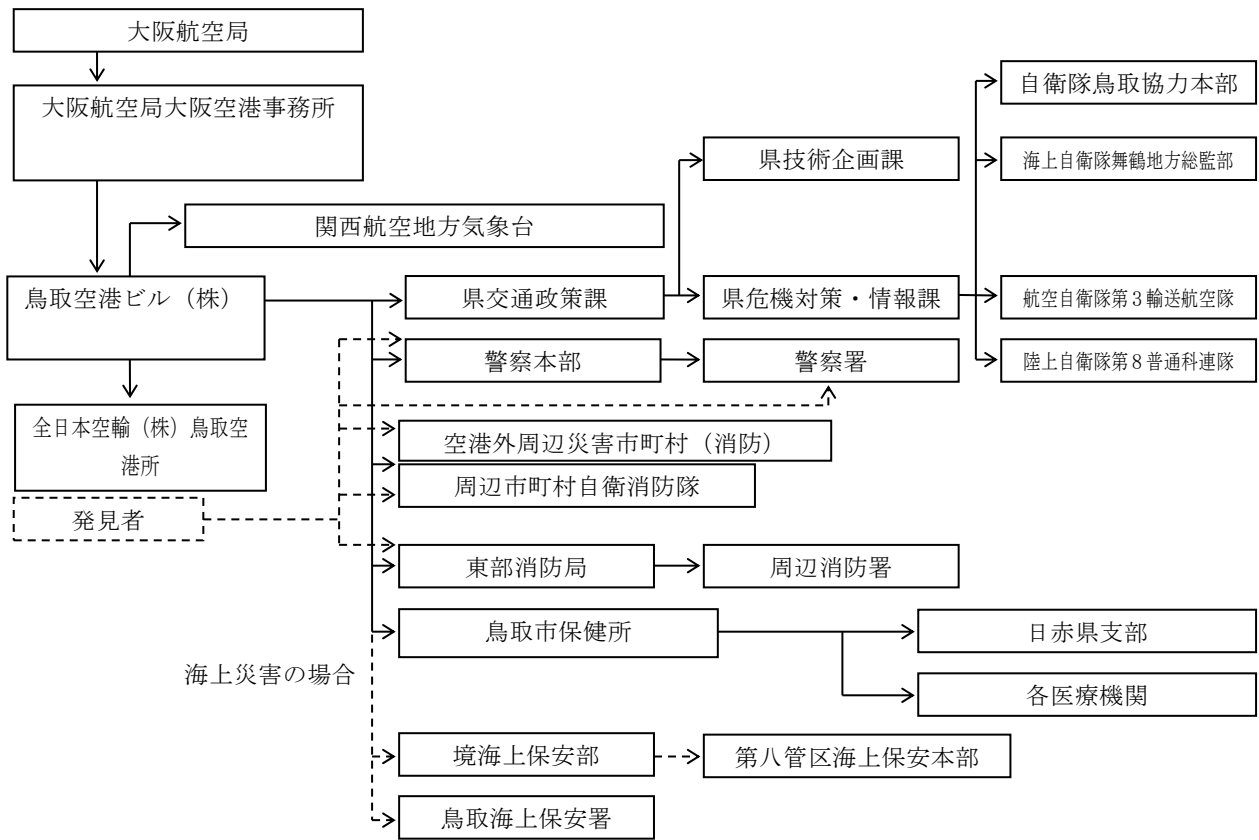 大阪航空局
大阪航空局大阪空港事務所
自衛隊鳥取協力本部
県技術企画課
海上自衛隊舞鶴地方総監部
関西航空地方気象台
鳥取空港ビル（株）
県交通政策課
県危機対策・情報課
航空自衛隊第３輸送航空隊
警察本部
警察署
陸上自衛隊第８普通科連隊
全日本空輸（株）鳥取空
港所
空港外周辺災害市町村（消防）
周辺市町村自衛消防隊
発見者
東部消防局
周辺消防署
鳥取市保健所
日赤県支部
海上災害の場合
各医療機関
境海上保安部
第八管区海上保安本部
鳥取海上保安署